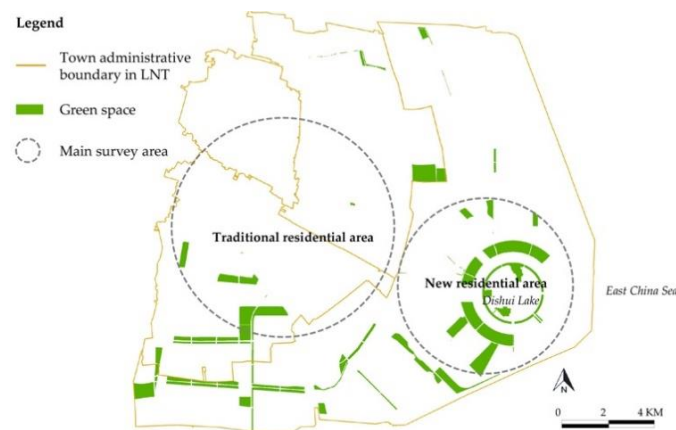 Legend
Town administrative
boundary in LNT
Green space
Main survey area
Traditional residential area
New residential area
Dishui Lake
East China Sea
N
0 2 4 KM